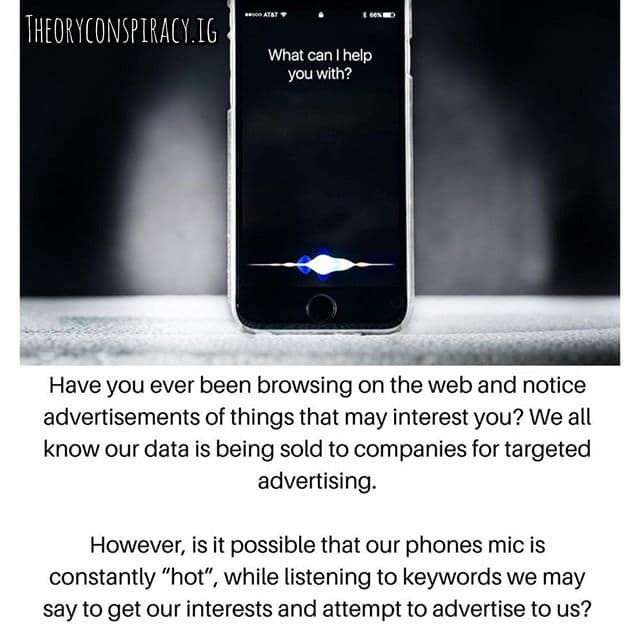 THEORYCONSPIRACY.IG
AT&T 66%
What can I help
you with?
Have you ever been browsing on the web and notice
advertisements of things that may interest you? We all
know our data is being sold to companies for targeted
advertising.
However, is it possible that our phones mic is
constantly “hot”, while listening to keywords we may
say to get our interests and attempt to advertise to us?